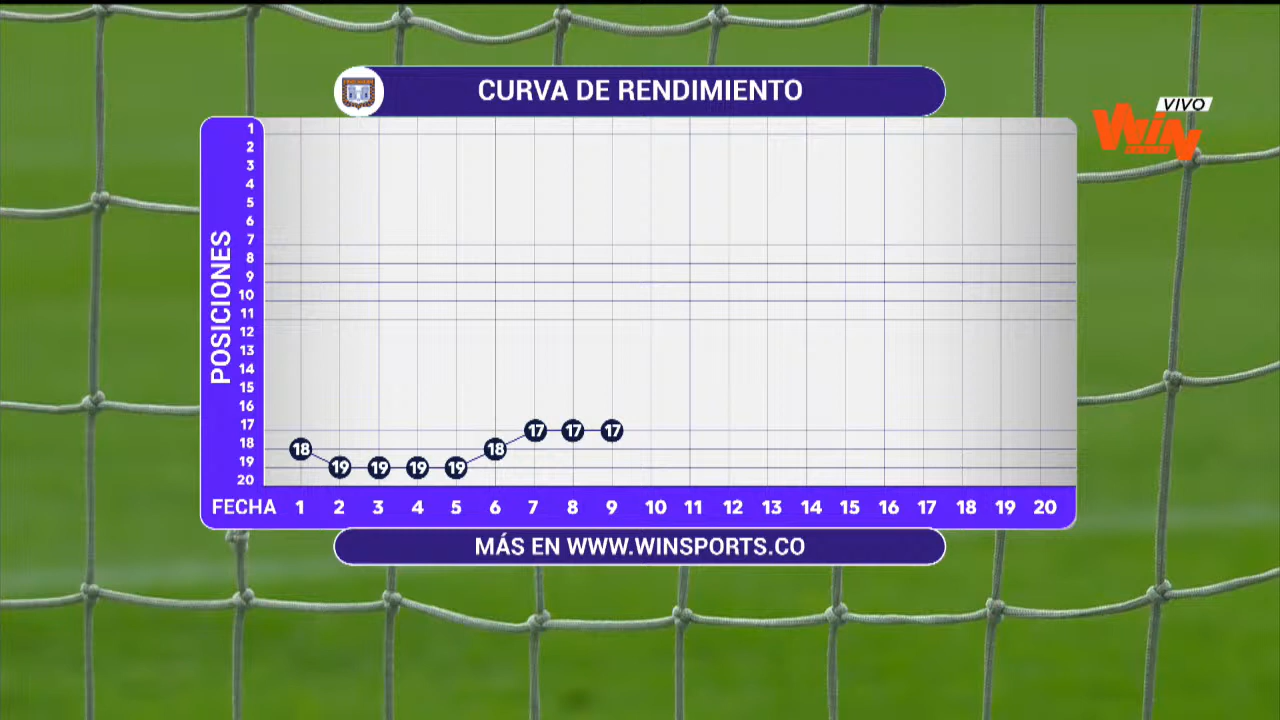 CURVA DE RENDIMIENTO
VIVO
WIN
SPORTS
POSICIONES
1
2
3
4
5
6
7
8
9
10
11
12
13
14
15
16
17
18
19
20
18 19 19 19 19 18 17 17 17
FECHA 1 2 3 4 5 6 7 8 9 10 11 12 13 14 15 16 17 18 19 20
MÁS EN WWW.WINSPORTS.CO